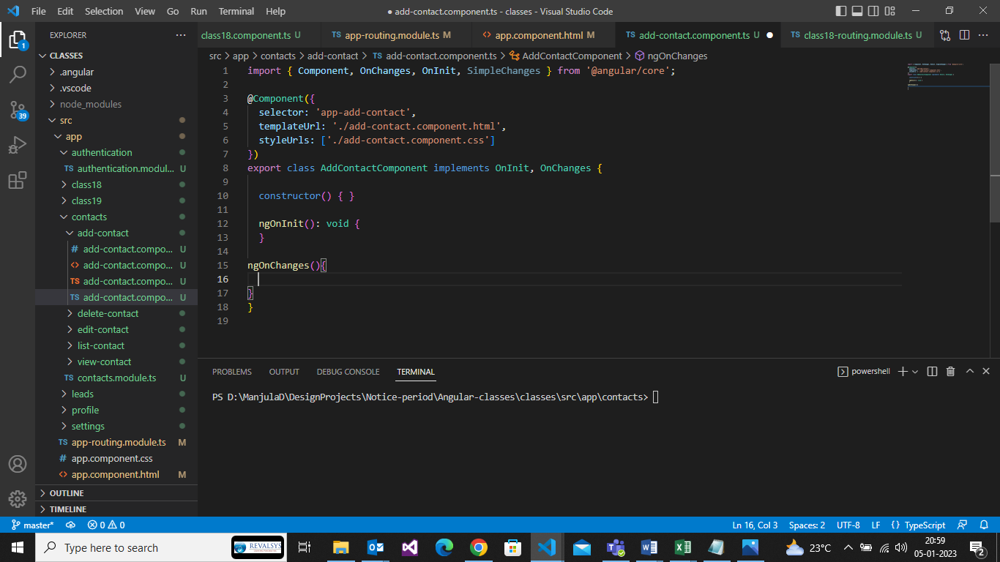 File Edit Selection View Go Run Terminal Help
● add-contact.component.ts - classes - Visual Studio Code
EXPLORER ...
class18.component.ts U
TS app-routing.module.ts M
<> app.component.html M
TS add-contact.component.ts U ●
TS class18-routing.module.ts U
src > app > contacts > add-contact > TS add-contact.component.ts > AddContactComponent > ngOnChanges
1
39
CLASSES
.angular
.vscode
node_modules
src
app
authentication
TS authentication.modul... U
class18
class19
contacts
add-contact
# add-contact.compo... U
<> add-contact.compo... U
TS add-contact.compo... U
TS add-contact.compo... U
delete-contact
edit-contact
list-contact
view-contact
TS contacts.module.ts U
leads
profile
settings
TS app-routing.module.ts M
# app.component.css
<> app.component.html M
OUTLINE
TIMELINE
1 import { Component, OnChanges, OnInit, SimpleChanges } from '@angular/core';
2
3 @Component({
4 selector: 'app-add-contact',
5 templateUrl: './add-contact.component.html',
6 styleUrls: ['./add-contact.component.css']
7 })
8 export class AddContactComponent implements OnInit, OnChanges {
9
10 constructor() { }
11
12 ngOnInit(): void {
13 }
14
15 ngOnChanges(){
16
17 }
18 }
19
PROBLEMS OUTPUT DEBUG CONSOLE TERMINAL
powershell
PS D:\ManjulaD\DesignProjects\Notice-period\Angular-classes\classes\src\app\contacts>
master* 0 0
Ln 16, Col 3 Spaces: 2 UTF-8 LF {} TypeScript
Type here to search
REVALSYS
23°C
20:59
05-01-2023
2